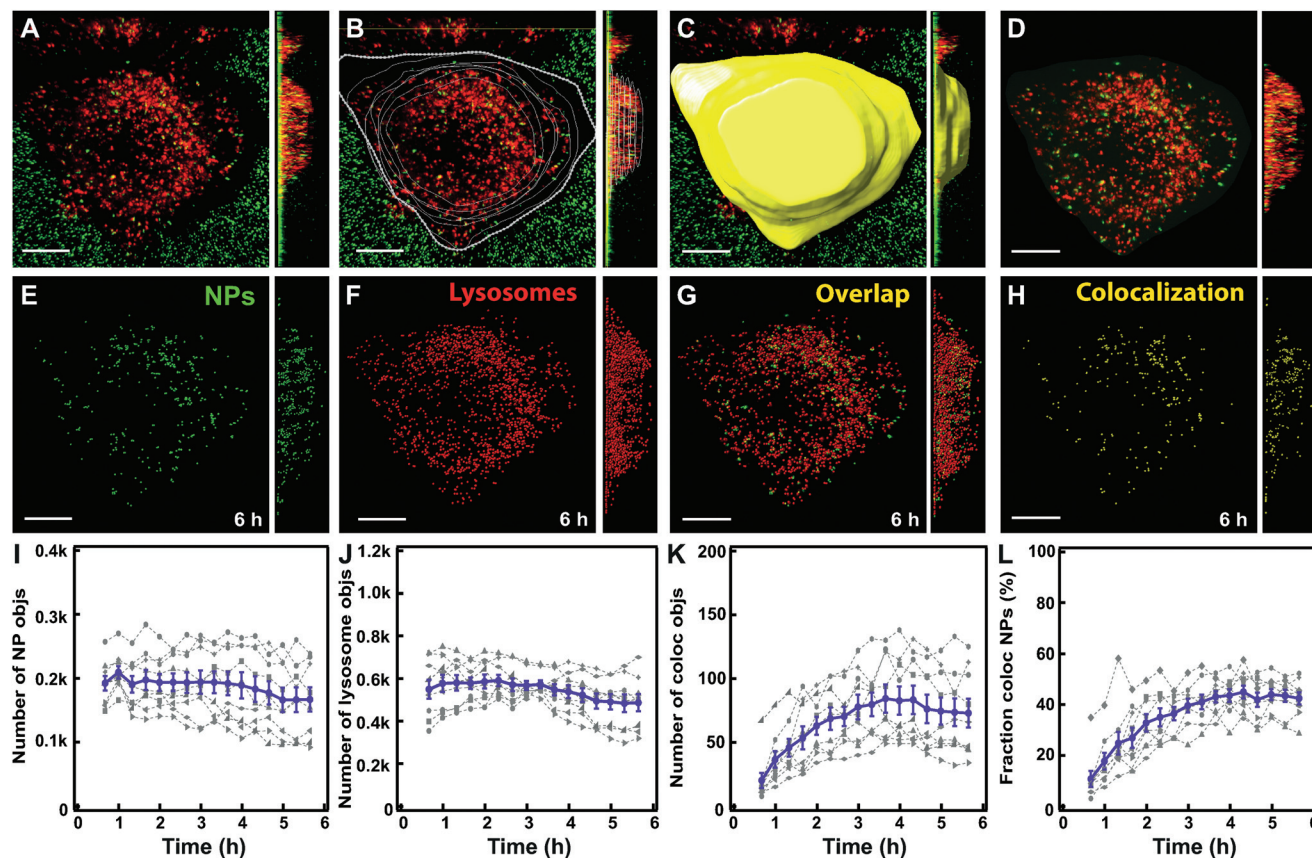 A B C D
E NPs F Lysosomes G Overlap H Colocalization
6 h 6 h 6 h
I J K L
Number of NP objs
0.4k
0.3k
0.2k
0.1k
0
0 1 2 3 4 5 6
Time (h)
Number of lysosome objs
1.2k
1.0k
0.8k
0.6k
0.4k
0.2k
0
0 1 2 3 4 5 6
Time (h)
Number of coloc objs
200
150
100
50
0
0 1 2 3 4 5 6
Time (h)
Fraction coloc NPs (%)
100
80
60
40
20
0
0 1 2 3 4 5 6
Time (h)